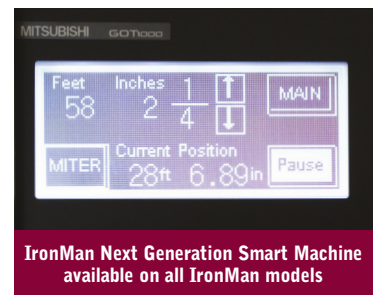 MITSUBISHI GOT1000
Feet Inches 1 ↑ MAIN
58 2 4 ↓
MITER Current Position Pause
28ft 6.89in
IronMan Next Generation Smart Machine
available on all IronMan models